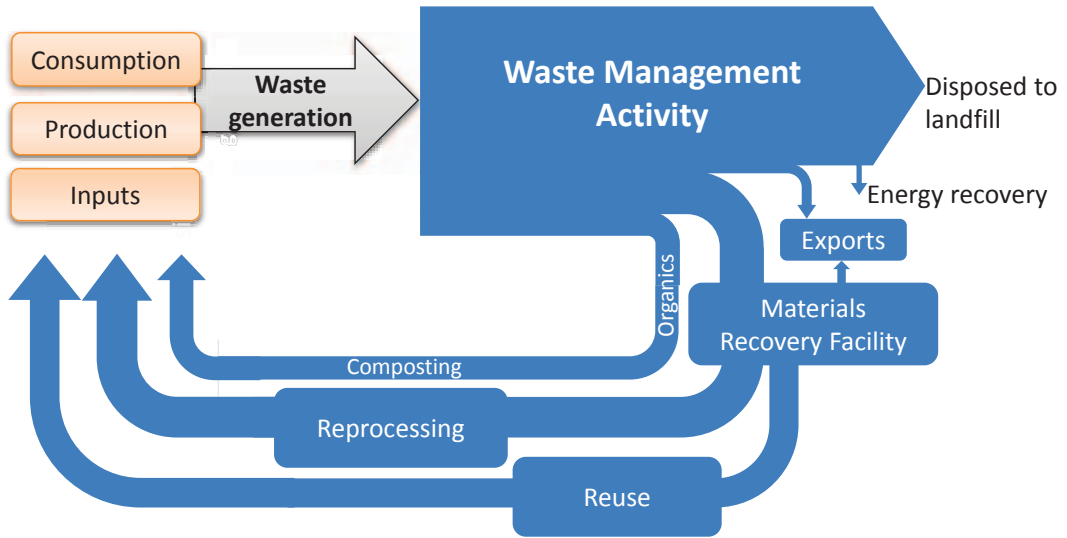 Consumption
Production
Inputs
Waste
generation
Waste Management
Activity
Disposed to
landfill
Energy recovery
Exports
Materials
Recovery Facility
Organics
Composting
Reprocessing
Reuse